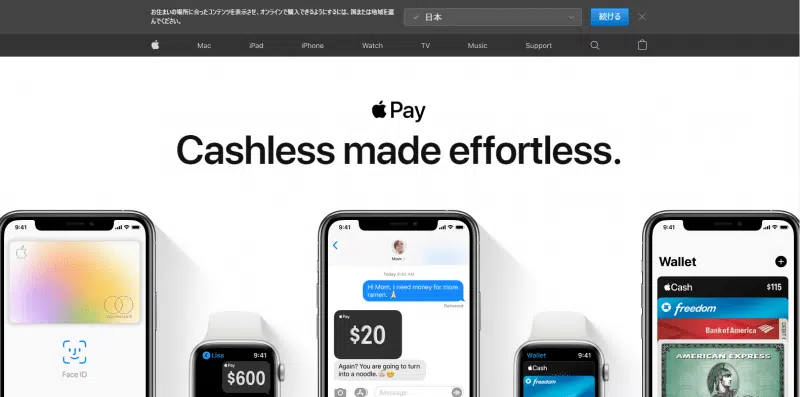 お住まいの場所に合ったコンテンツを表示させ、オンラインで購入できるようにするには、国または地域を選
んでください。
日本
続ける
Mac
iPad
iPhone
Watch
TV
Music
Support
Pay
Cashless made effortless.
9:41
Face ID
Lisa 9:41
Pay
$600
9:41
Mom
Today 9:40 AM
Hi Mom, I need money for more
ramen.
Delivered
Pay
$20
Again? You are going to turn
into a noodle.
iMessage
Wallet 9:41
Cash
freedom
9:41
Wallet
Cash $115
freedom
Bank of America
DEBIT
AMERICAN EXPRESS